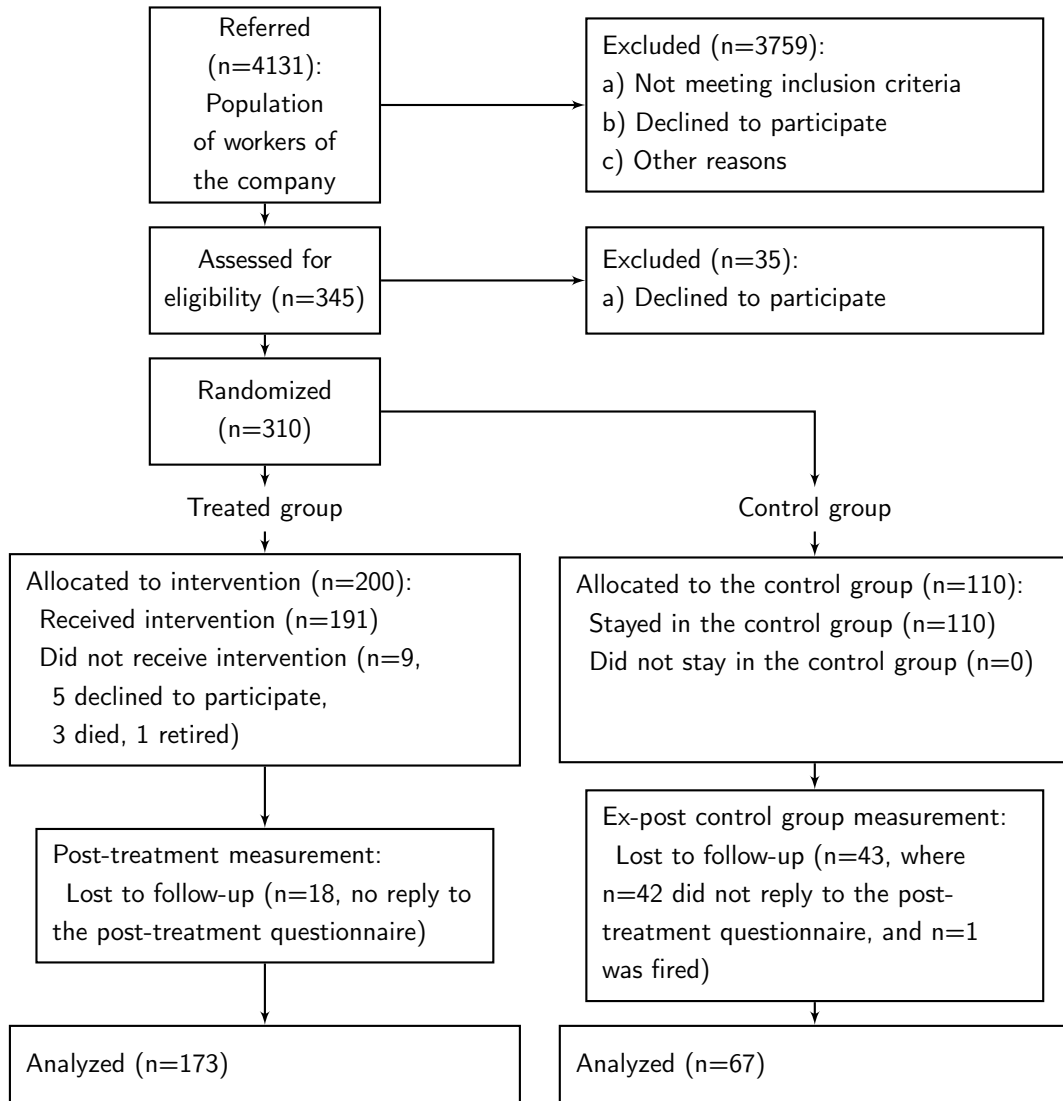 Referred
(n=4131):
Population
of workers of
the company
Excluded (n=3759):
a) Not meeting inclusion criteria
b) Declined to participate
c) Other reasons
Assessed for
eligibility (n=345)
Excluded (n=35):
a) Declined to participate
Randomized
(n=310)
Treated group
Control group
Allocated to intervention (n=200):
Received intervention (n=191)
Did not receive intervention (n=9,
5 declined to participate,
3 died, 1 retired)
Allocated to the control group (n=110):
Stayed in the control group (n=110)
Did not stay in the control group (n=0)
Post-treatment measurement:
Lost to follow-up (n=18, no reply to
the post-treatment questionnaire)
Ex-post control group measurement:
Lost to follow-up (n=43, where
n=42 did not reply to the post-
treatment questionnaire, and n=1
was fired)
Analyzed (n=173)
Analyzed (n=67)